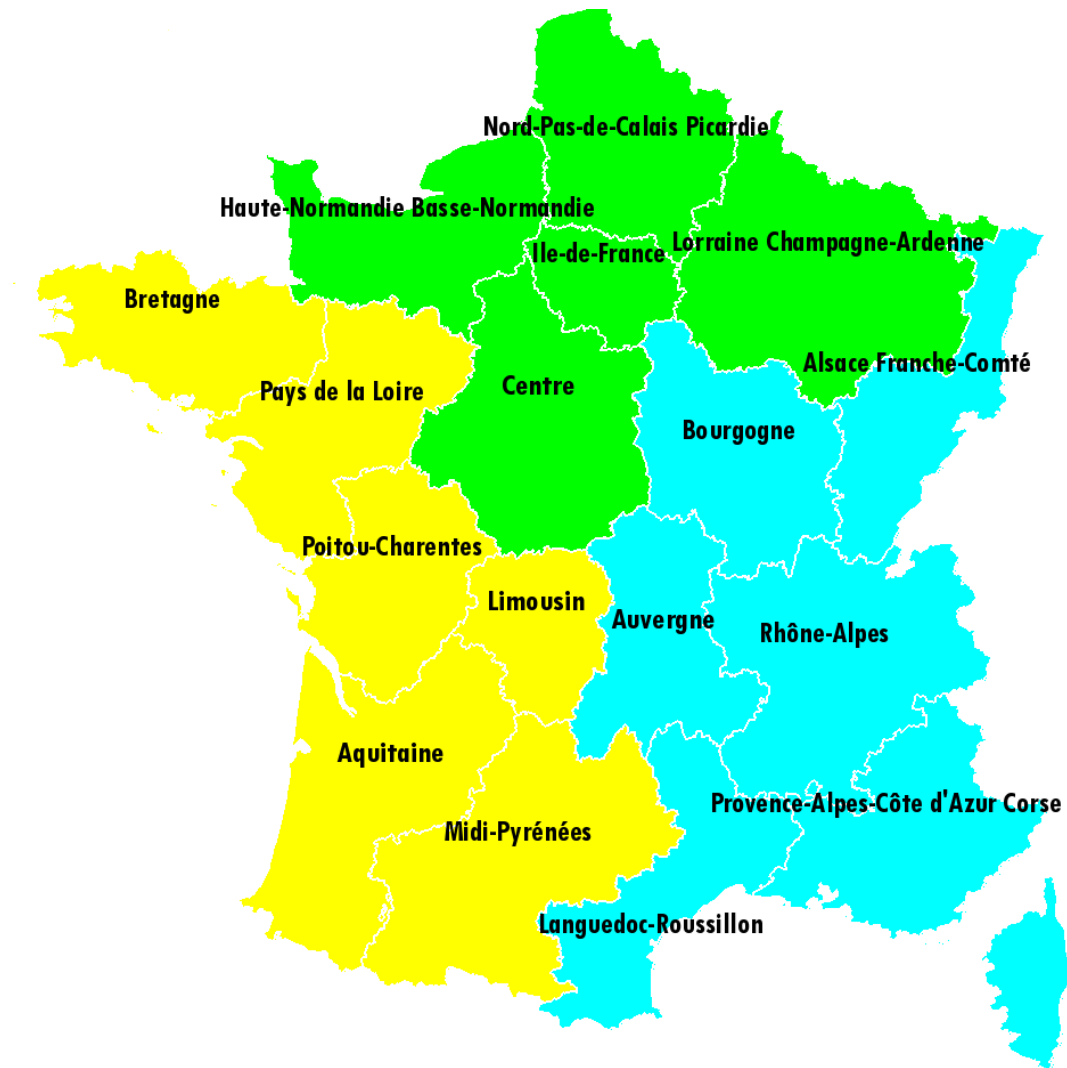 Nord-Pas-de-Calais Picardie
Haute-Normandie Basse-Normandie
Ile-de-France
Lorraine Champagne-Ardenne
Bretagne
Alsace Franche-Comté
Pays de la Loire
Centre
Bourgogne
Poitou-Charentes
Limousin
Auvergne
Rhône-Alpes
Aquitaine
Provence-Alpes-Côte d'Azur Corse
Midi-Pyrénées
Languedoc-Roussillon